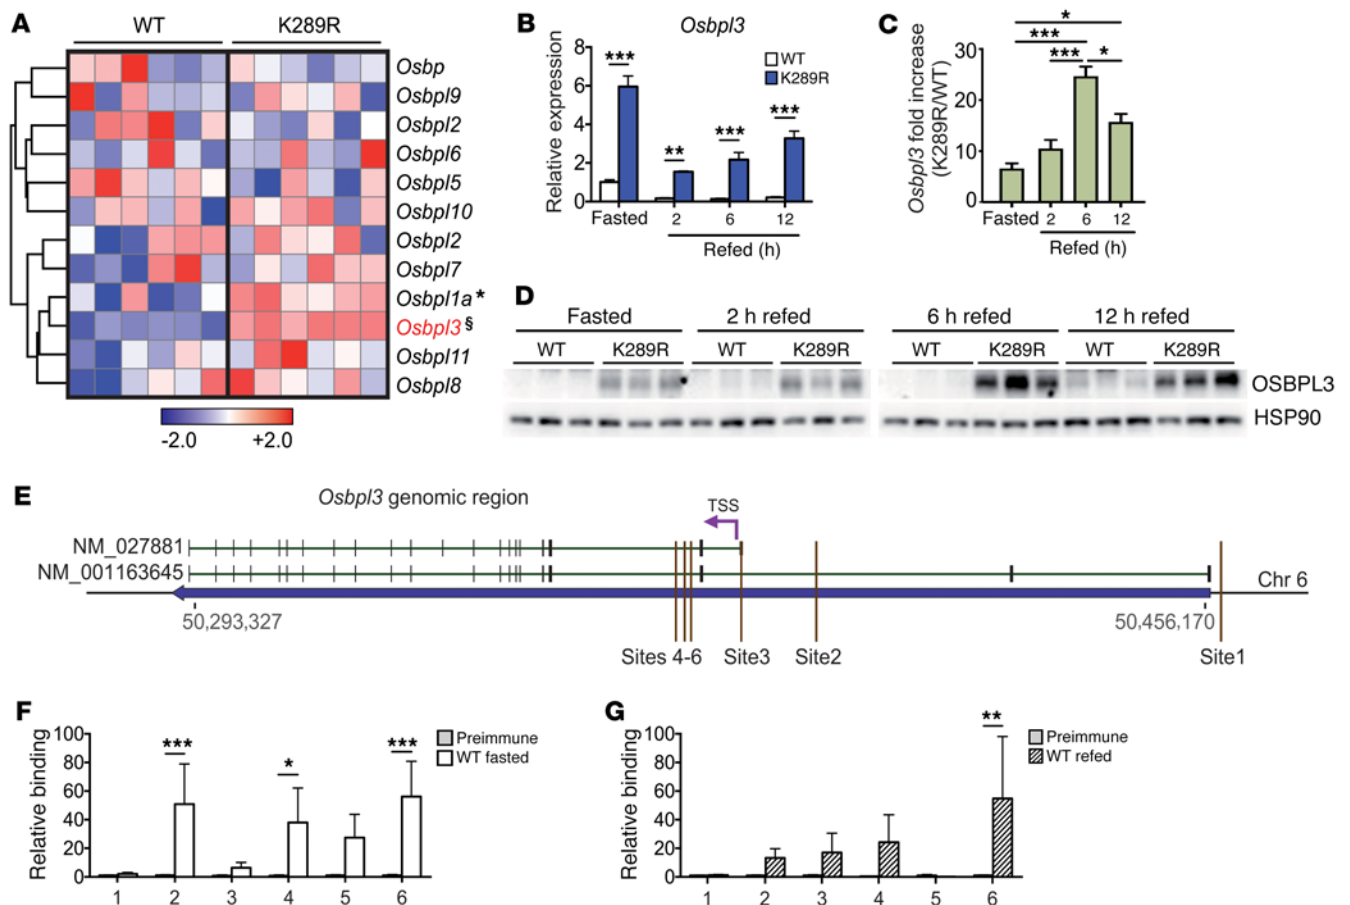 A
WT
K289R
Osbp
Osbpl9
Osbpl2
Osbpl6
Osbpl5
Osbpl10
Osbpl2
Osbpl7
Osbpl1a*
Osbpl3§
Osbpl11
Osbpl8
-2.0
+2.0
B
Osbpl3
WT
K289R
Relative expression
8
6
4
2
0
***
**
***
***
Fasted
2
6
12
Refed (h)
C
Osbpl3 fold increase
(K289R/WT)
30
20
10
0
*
***
***
*
Fasted
2
6
12
Refed (h)
D
Fasted
2 h refed
6 h refed
12 h refed
WT
K289R
WT
K289R
WT
K289R
WT
K289R
OSBPL3
HSP90
E
Osbpl3 genomic region
TSS
NM_027881
NM_001163645
Chr 6
50,293,327
50,456,170
Sites 4-6
Site3
Site2
Site1
F
Relative binding
100
80
60
40
20
0
***
*
***
Preimmune
WT fasted
1
2
3
4
5
6
G
Relative binding
100
80
60
40
20
0
**
Preimmune
WT refed
1
2
3
4
5
6